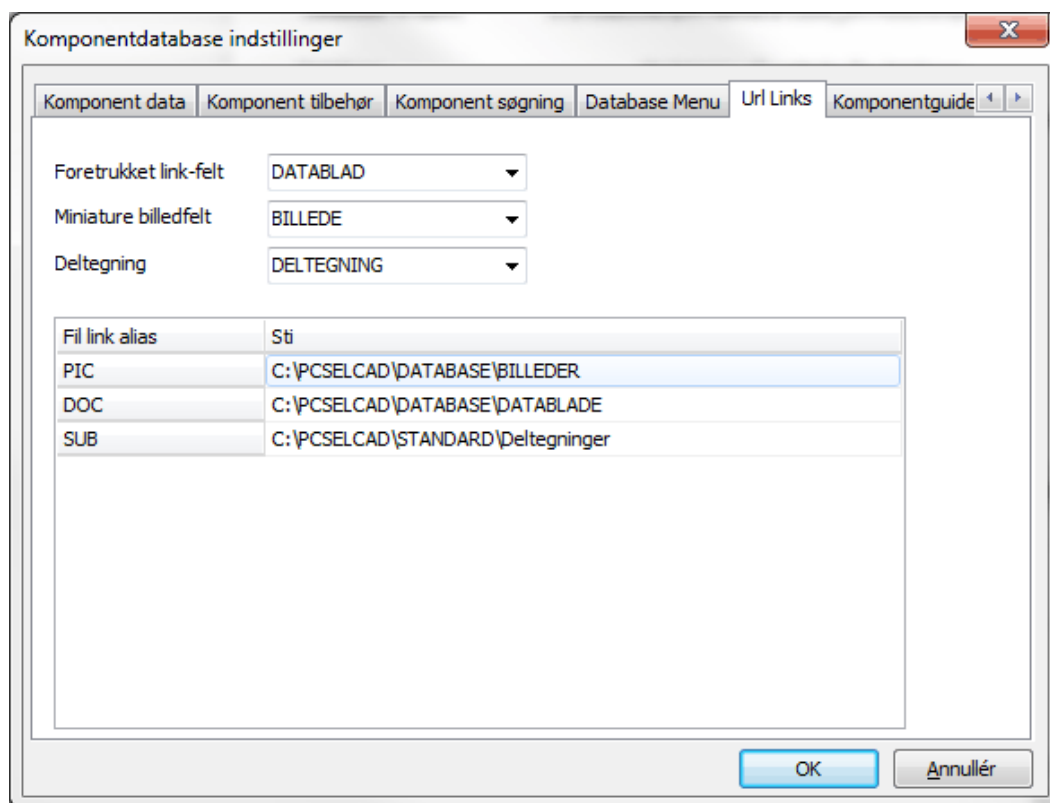 Komponentdatabase indstillinger
Komponent data Komponent tilbehør Komponent søgning Database Menu Url Links Komponentguide
Foretrukket link-felt DATABLAD
Miniature billedfelt BILLEDE
Deltegning DELTEGNING
Fil link alias Sti
PIC C:\PCSELCAD\DATABASE\BILLEDER
DOC C:\PCSELCAD\DATABASE\DATABLADE
SUB C:\PCSELCAD\STANDARD\Deltegninger
OK Annullér